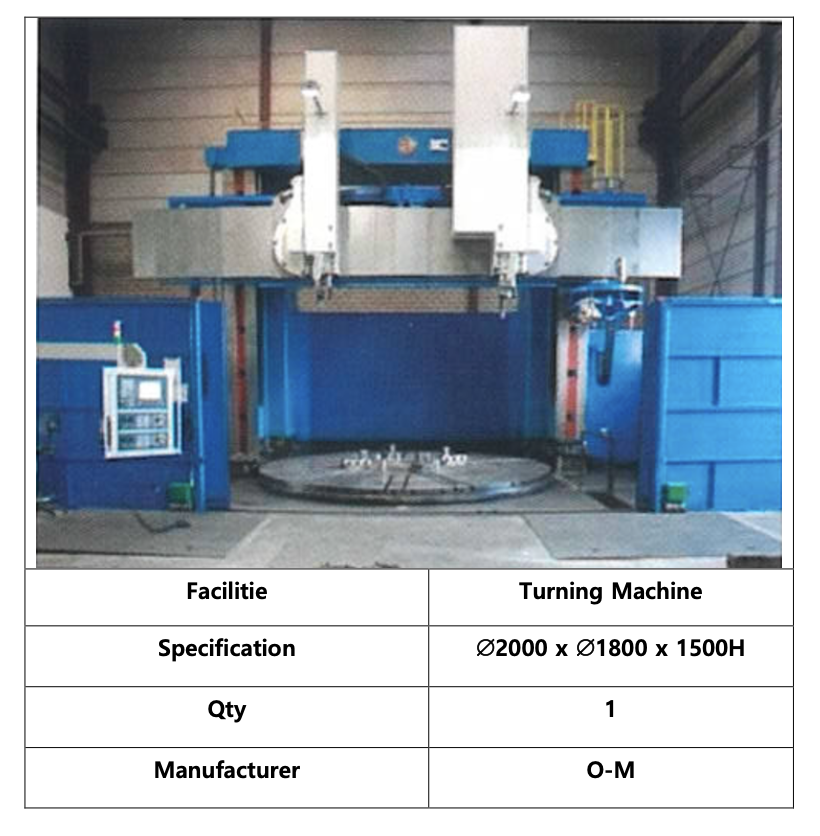 Facilitie Turning Machine
Specification ∅2000 x ∅1800 x 1500H
Qty 1
Manufacturer O-M